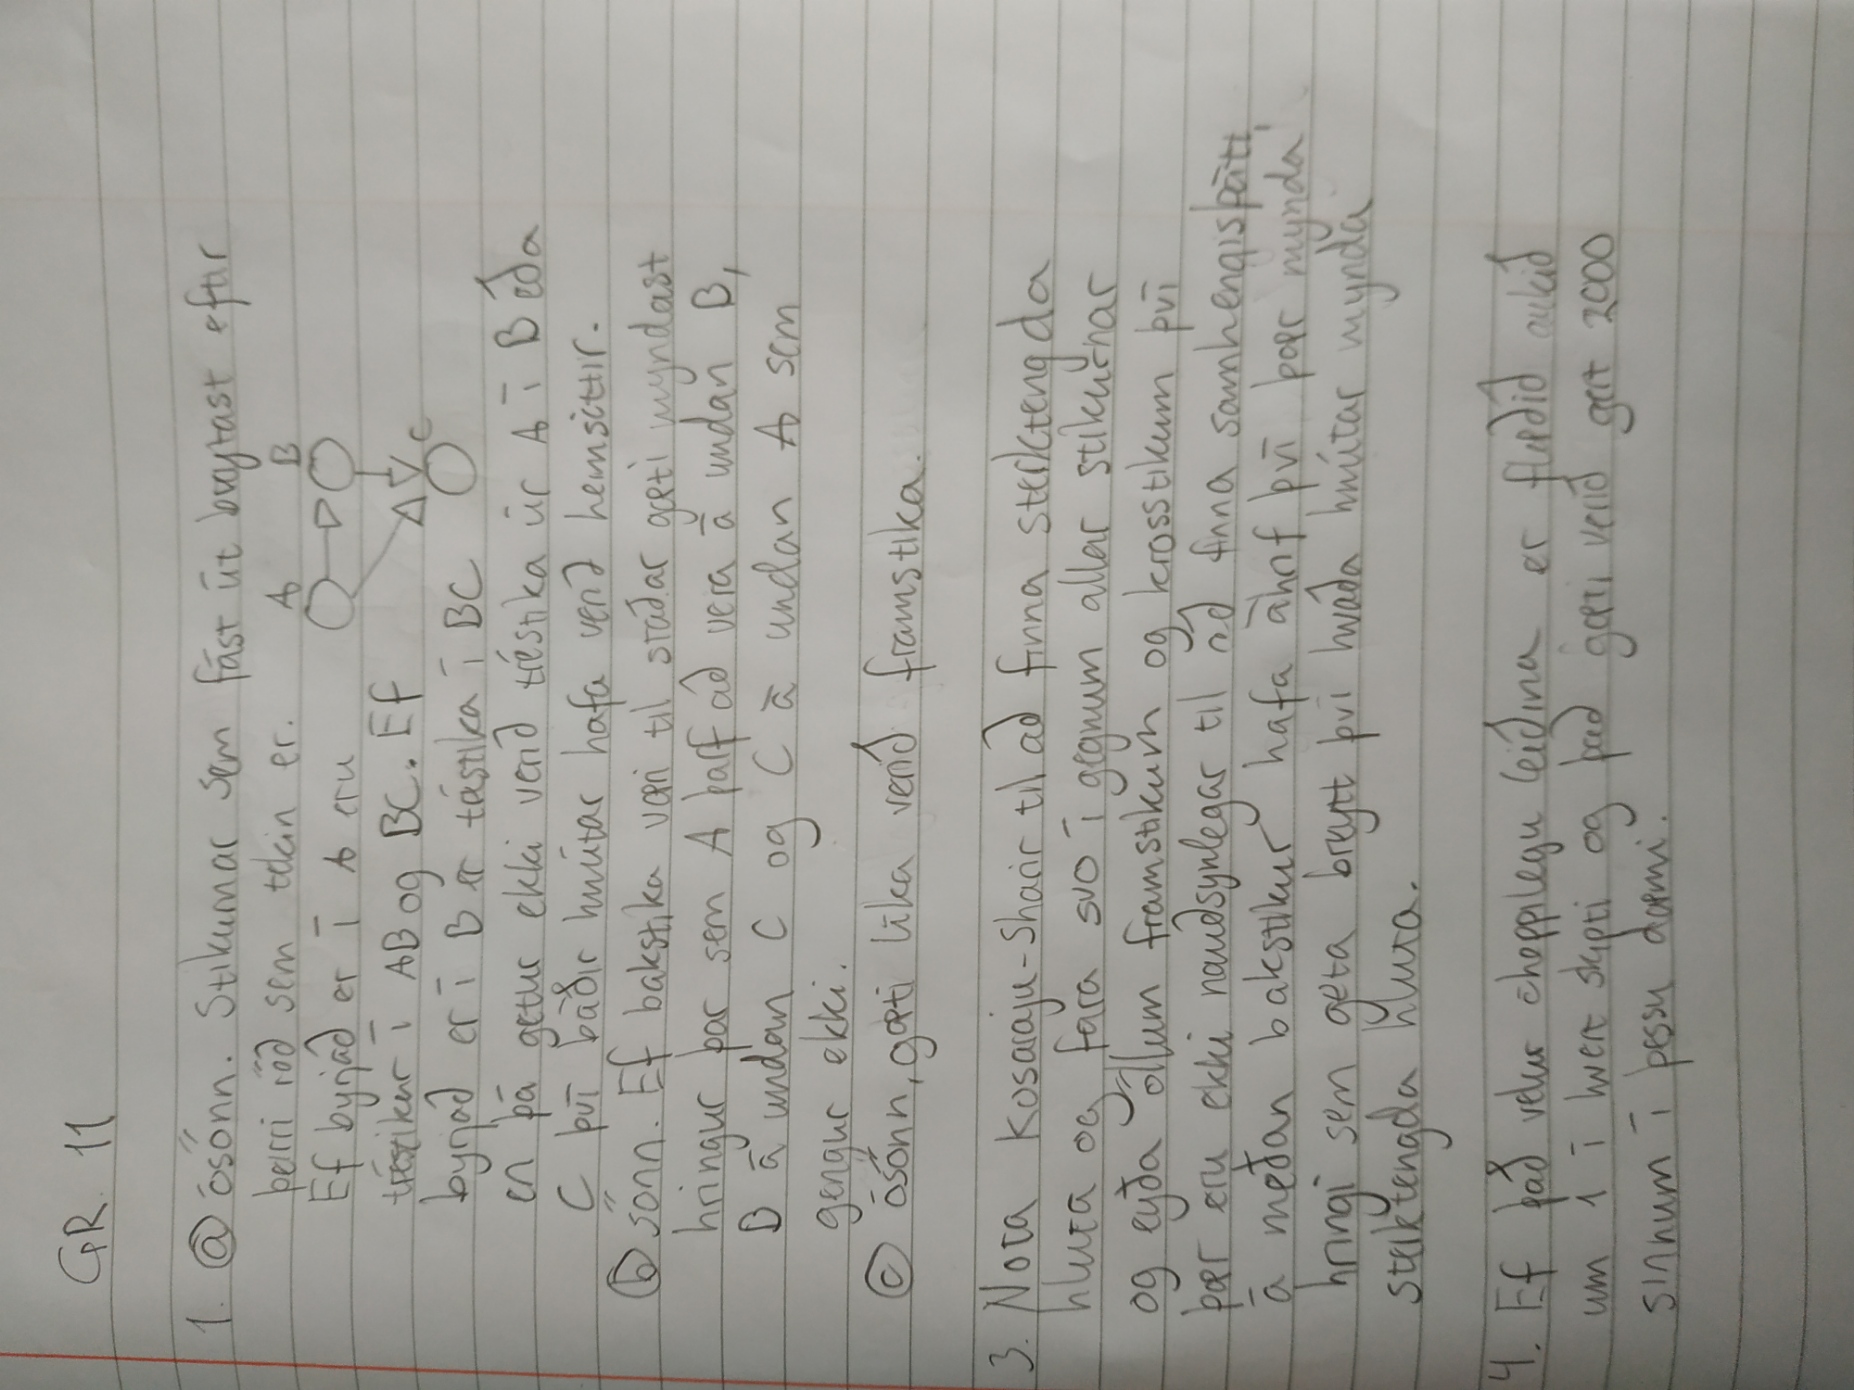 GR. 11
1. (a) ósönn. Stikurnar sem fást út breytast eftir
þeirri röð sem tekin er.
A B
Ef byrjað er í A eru
tréstikur í AB og BC. Ef
C
byrjað er í B er tréstika í BC
en þá getur ekki verið tréstika úr A í B eða
C því báðir hnútar hafa verið heimsóttir.
(b) sönn. Ef bakstika væri til staðar gæti myndast
hringur þar sem A þarf að vera á undan B,
B á undan C og C á undan A sem
gengur ekki.
(c) ósönn, gæti líka verið framstika.
3. Nota Kosaraju-Sharir til að finna sterktengda
hluta og fara svo í gegnum allar stikurnar
og eyða öllum framstikum og krosstikum því
þær eru ekki nauðsynlegar til að finna samhengisþætti,
á meðan bakstikur hafa áhrif því þær mynda
hringi sem geta breytt því hvaða hnútar mynda
sterktengda hluta.
4. Ef það velur óheppilegu leiðina er flæðið aukið
um 1 í hvert skipti og það gæti verið gert 2000
sinnum í þessu dæmi.